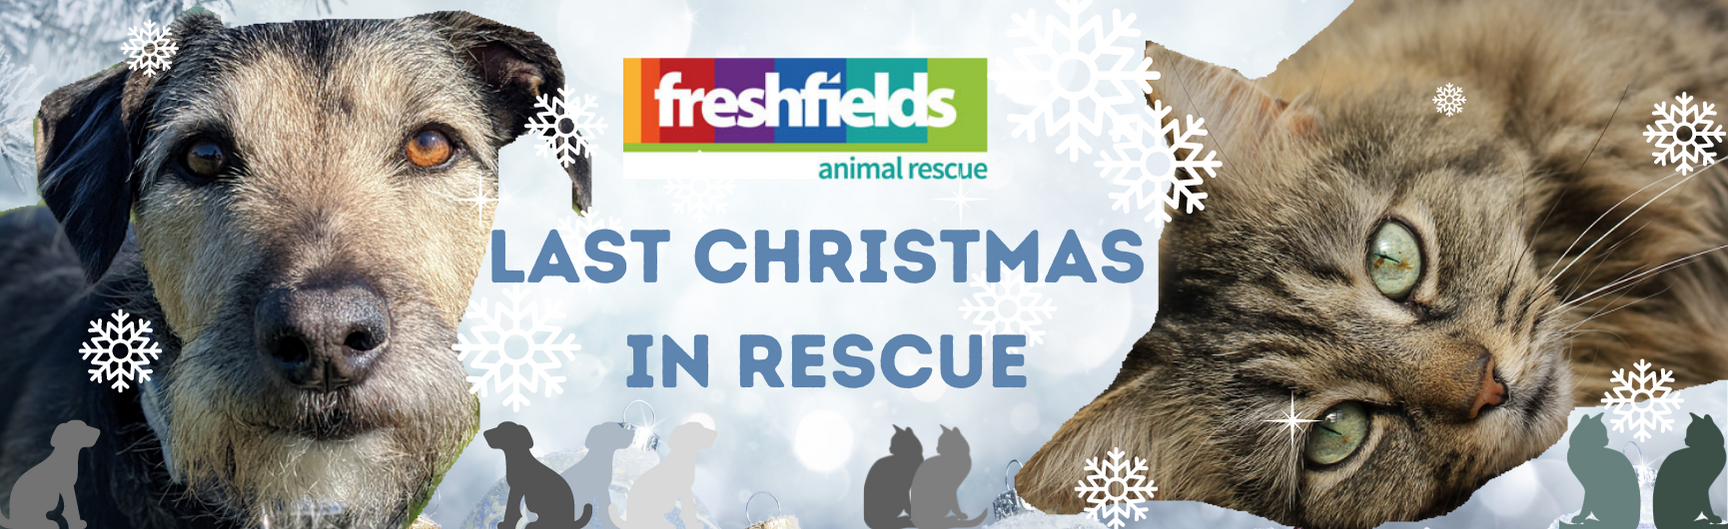 freshfields
animal rescue
LAST CHRISTMAS
IN RESCUE